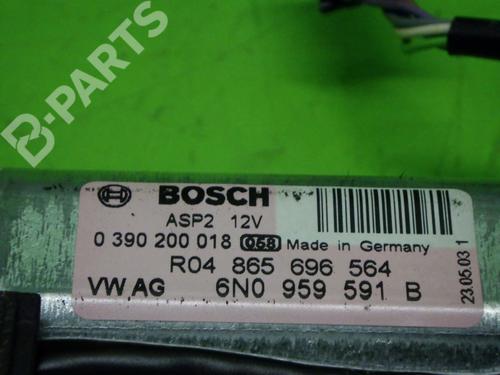 B-PARTS
BOSCH
ASP2 12V
0 390 200 018 058 Made in Germany
R04 865 696 564
VW AG 6N0 959 591 B
23.05.03 1
B-PARTS